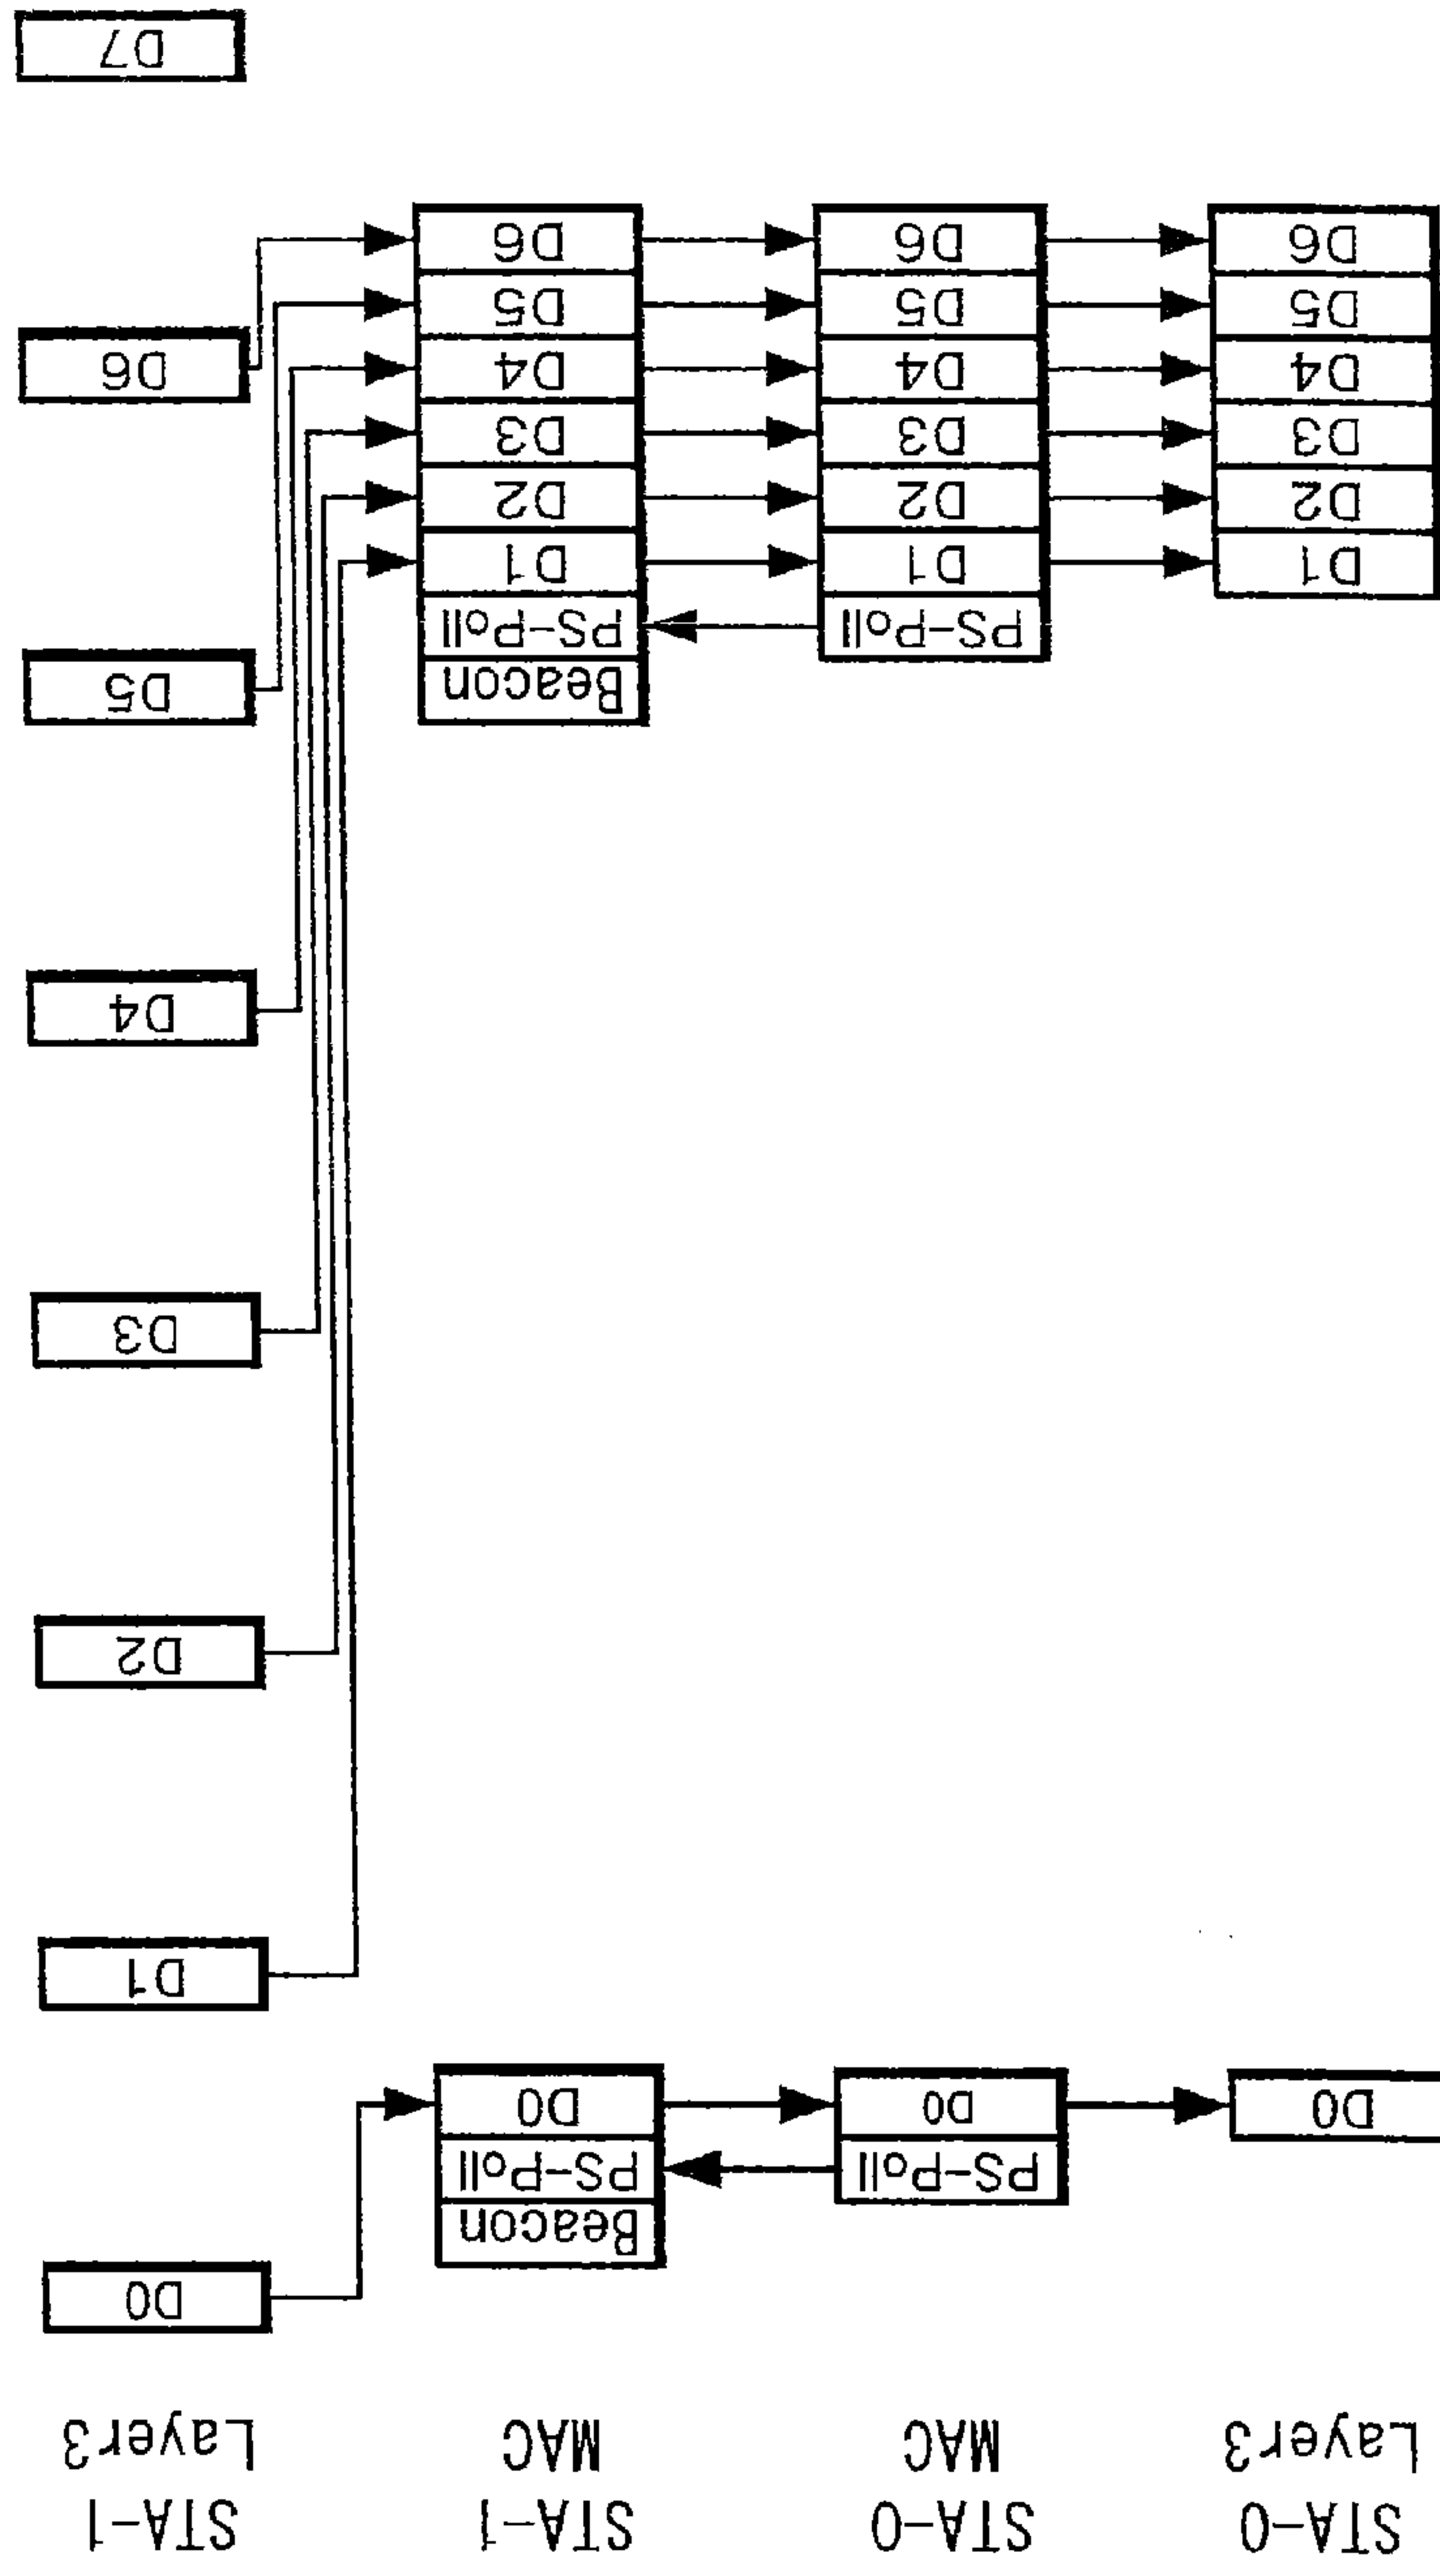 STA-0 STA-0 STA-1 STA-1
Layer3 MAC MAC Layer3
D0
Beacon
PS-Poll PS-Poll
D0 D0 D0
D1
D2
D3
D4
Beacon D5
PS-Poll PS-Poll
D1 D1 D1
D2 D2 D2
D3 D3 D3
D4 D4 D4 D6
D5 D5 D5
D6 D6 D6
D7